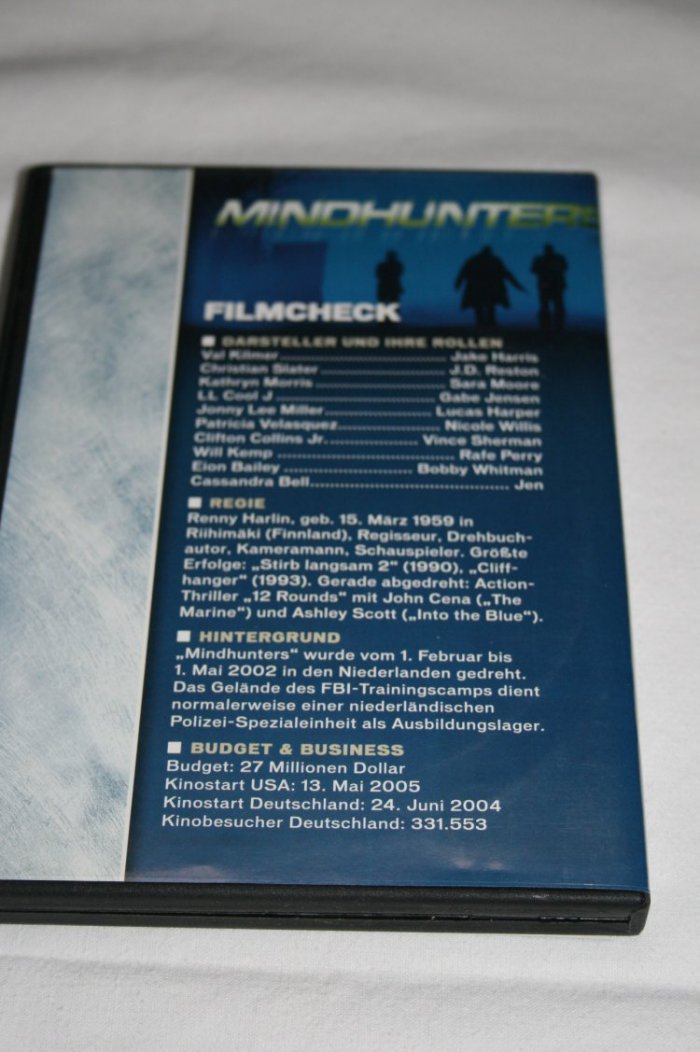 MINDHUNTERS
FILMCHECK
■ DARSTELLER UND IHRE ROLLEN
Val Kilmer........................ Jake Harris
Christian Slater........................ J.D. Reston
Kathryn Morris........................ Sara Moore
LL Cool J........................ Gabe Jensen
Jonny Lee Miller........................ Lucas Harper
Patricia Velasquez........................ Nicole Willis
Clifton Collins Jr. ........................ Vince Sherman
Will Kemp ........................ Rafe Perry
Eion Bailey ........................ Bobby Whitman
Cassandra Bell........................ Jen
■ REGIE
Renny Harlin, geb. 15. März 1959 in
Riihimäki (Finnland), Regisseur, Drehbuch-
autor, Kameramann, Schauspieler. Größte
Erfolge: „Stirb langsam 2“ (1990), „Cliff-
hanger“ (1993). Gerade abgedreht: Action-
Thriller „12 Rounds“ mit John Cena („The
Marine“) und Ashley Scott („Into the Blue“).
■ HINTERGRUND
„Mindhunters“ wurde vom 1. Februar bis
1. Mai 2002 in den Niederlanden gedreht.
Das Gelände des FBI-Trainingscamps dient
normalerweise einer niederländischen
Polizei-Spezialeinheit als Ausbildungslager.
■ BUDGET & BUSINESS
Budget: 27 Millionen Dollar
Kinostart USA: 13. Mai 2005
Kinostart Deutschland: 24. Juni 2004
Kinobesucher Deutschland: 331.553